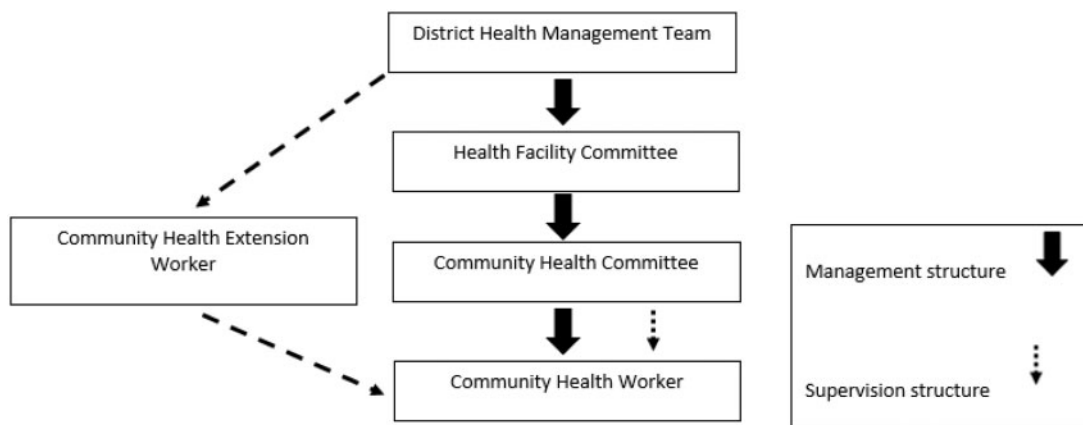 District Health Management Team
Health Facility Committee
Community Health Extension
Worker
Community Health Committee
Community Health Worker
Management structure
Supervision structure